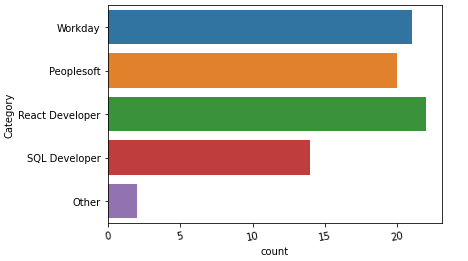 Category
Workday
Peoplesoft
React Developer
SQL Developer
Other
0 5 10 15 20
count